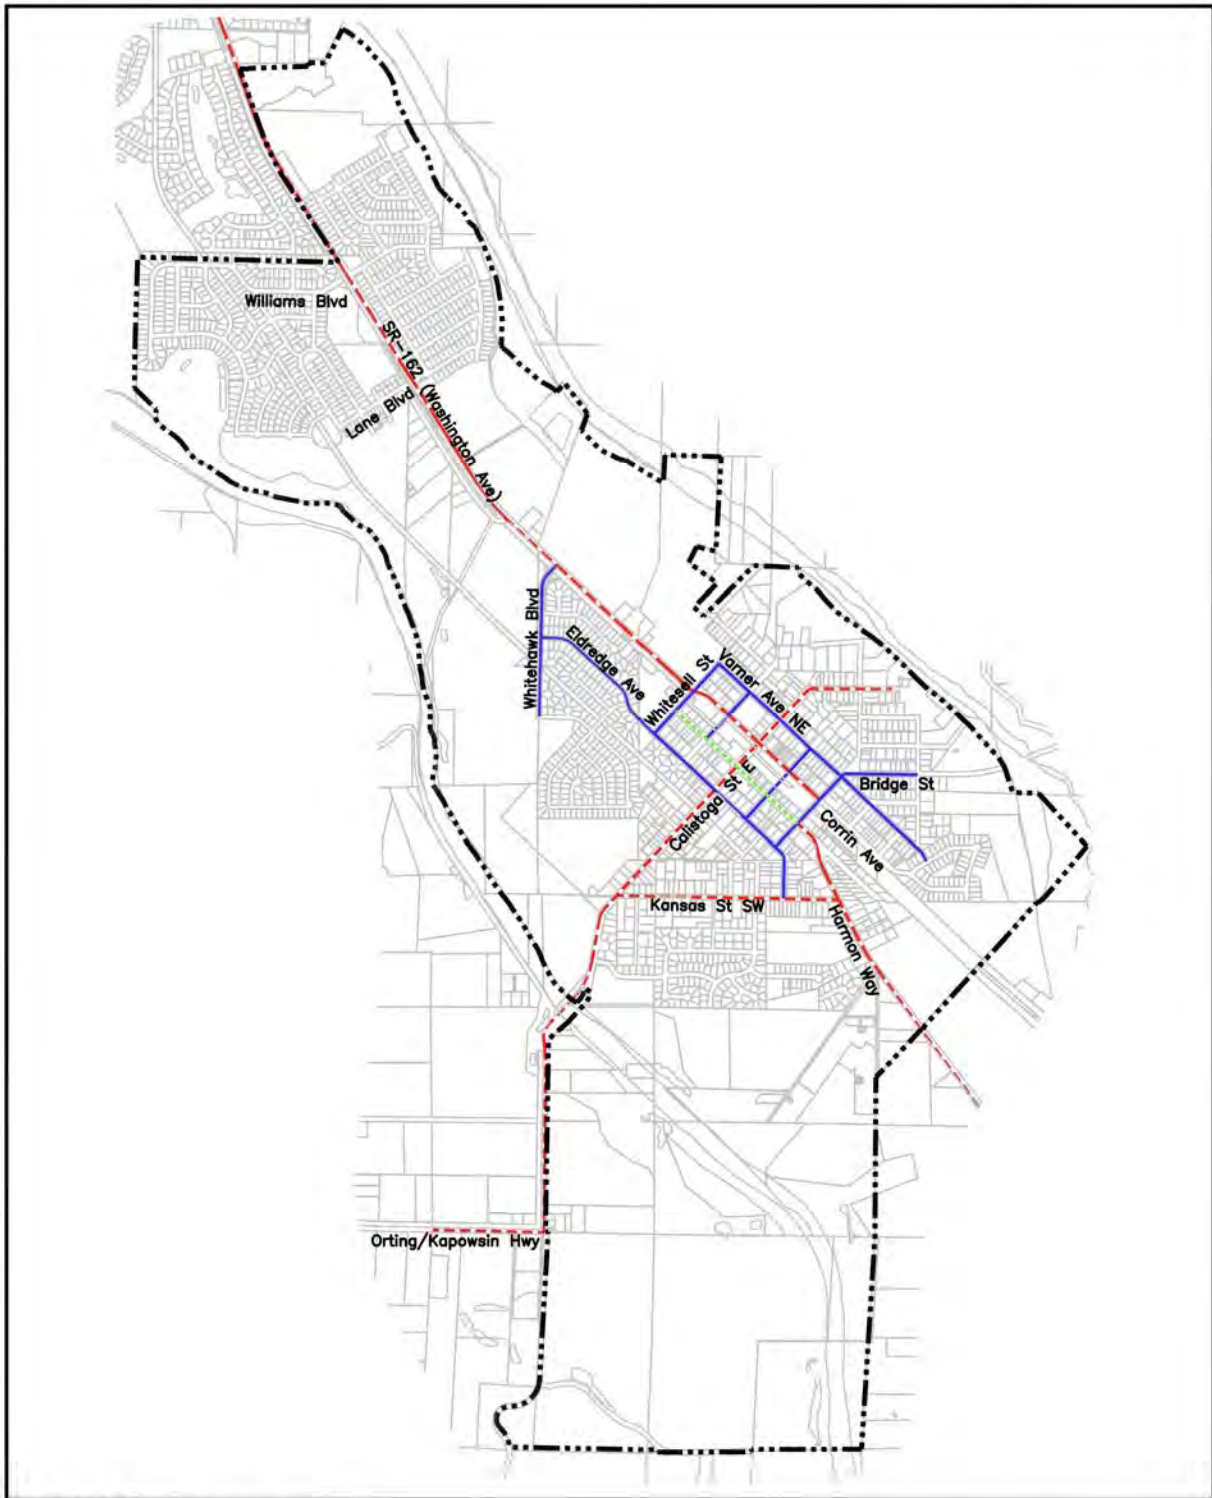 Williams Blvd
SR-162 (Washington Ave)
Lane Blvd
Whitehawk Blvd
Eldredge Ave
Whitesell St
Varner Ave NE
Bridge St
Calistoga St E
Corrin Ave
Kansas St SW
Harmon Way
Orting/Kapowsin Hwy